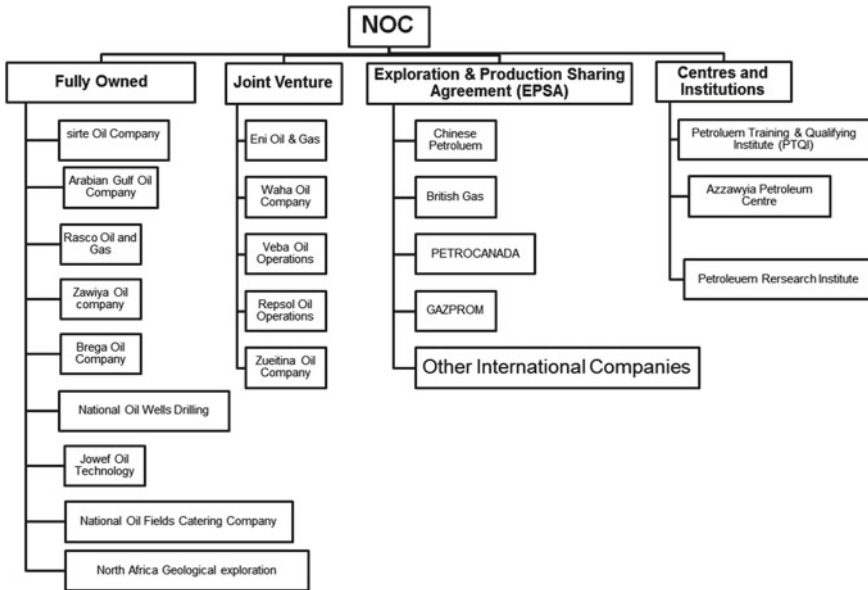 NOC
Fully Owned
Joint Venture
Exploration & Production Sharing
Agreement (EPSA)
Centres and
Institutions
sirte Oil Company
Arabian Gulf Oil
Company
Rasco Oil and
Gas
Zawiya Oil
company
Brega Oil
Company
National Oil Wells Drilling
Jowef Oil
Technology
National Oil Fields Catering Company
North Africa Geological exploration
Eni Oil & Gas
Waha Oil
Company
Veba Oil
Operations
Repsol Oil
Operations
Zueitina Oil
Company
Chinese
Petroluem
British Gas
PETROCANADA
GAZPROM
Other International Companies
Petroluem Training & Qualifying
Institute (PTQI)
Azzawyia Petroleum
Centre
Petroleuem Rersearch Institute